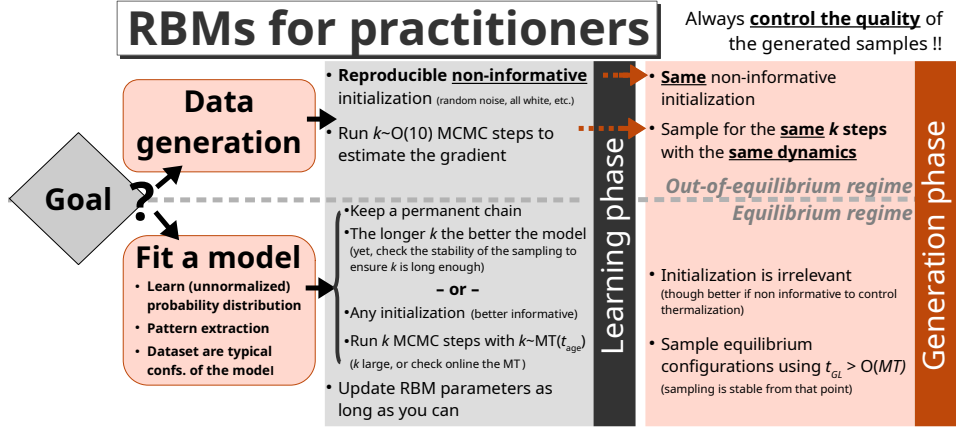 RBMs for practitioners
Always control the quality of
the generated samples !!
Goal
?
Data
generation
• Reproducible non-informative
initialization (random noise, all white, etc.)
• Run k~O(10) MCMC steps to
estimate the gradient
Fit a model
• Learn (unnormalized)
probability distribution
• Pattern extraction
• Dataset are typical
confs. of the model
•Keep a permanent chain
•The longer k the better the model
(yet, check the stability of the sampling to
ensure k is long enough)
– or –
•Any initialization (better informative)
•Run k MCMC steps with k~MT(t_age)
(k large, or check online the MT)
• Update RBM parameters as
long as you can
Learning phase
• Same non-informative
initialization
• Sample for the same k steps
with the same dynamics
Out-of-equilibrium regime
Equilibrium regime
• Initialization is irrelevant
(though better if non informative to control
thermalization)
• Sample equilibrium
configurations using t_GL > O(MT)
(sampling is stable from that point)
Generation phase